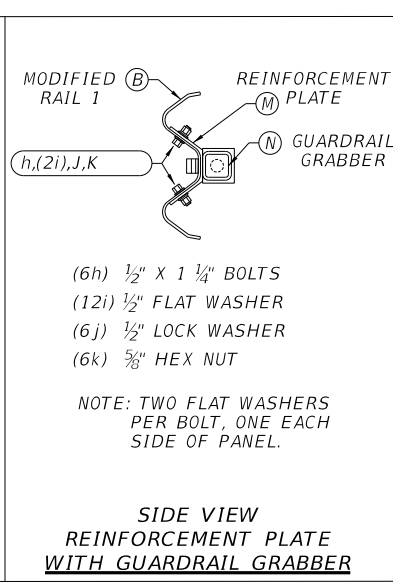 MODIFIED
RAIL 1
B
REINFORCEMENT
PLATE
M
N
GUARDRAIL
GRABBER
h,(2i),J,K
(6h) ½" X 1 ¼" BOLTS
(12i) ½" FLAT WASHER
(6j) ½" LOCK WASHER
(6k) ⅝" HEX NUT
NOTE: TWO FLAT WASHERS
PER BOLT, ONE EACH
SIDE OF PANEL.
SIDE VIEW
REINFORCEMENT PLATE
WITH GUARDRAIL GRABBER